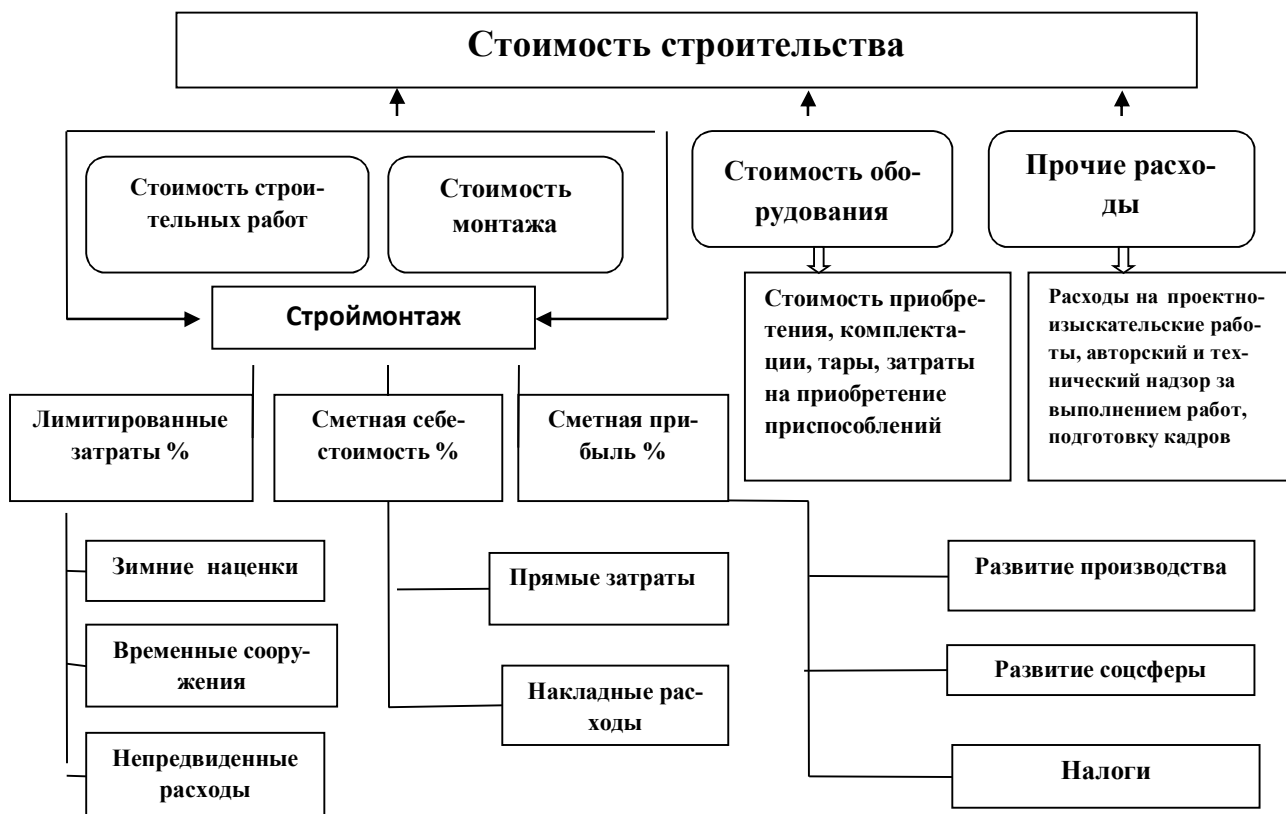 Стоимость строительства
Стоимость строи-
тельных работ
Стоимость
монтажа
Стоимость обо-
рудования
Прочие расхо-
ды
Строймонтаж
Стоимость приобре-
тения, комплекта-
ции, тары, затраты
на приобретение
приспособлений
Расходы на проектно-
изыскательские рабо-
ты, авторский и тех-
нический надзор за
выполнением работ,
подготовку кадров
Лимитированные
затраты %
Сметная себе-
стоимость %
Сметная при-
быль %
Зимние наценки
Временные соору-
жения
Непредвиденные
расходы
Прямые затраты
Накладные рас-
ходы
Развитие производства
Развитие соцсферы
Налоги